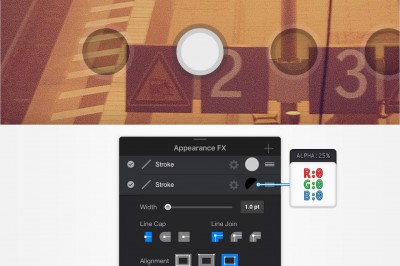 2
3
Appearance FX
Stroke
Stroke
Width
1.0 pt
Line Cap
Line Join
Alignment
ALPHA:25%
R:0
G:0
B:0